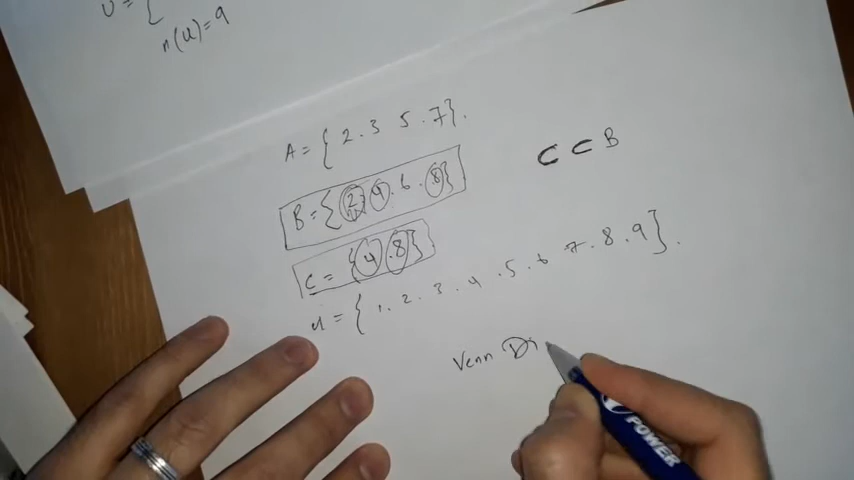 U = {
n(U) = 9
A = { 2 . 3 5 . 7 } .
B = { 2 4 . 6 . 8 }
C ⊂ B
C = { 4 . 8 }
U = { 1 . 2 . 3 . 4 . 5 . 6 7 . 8 . 9 } .
Venn Di
POWER